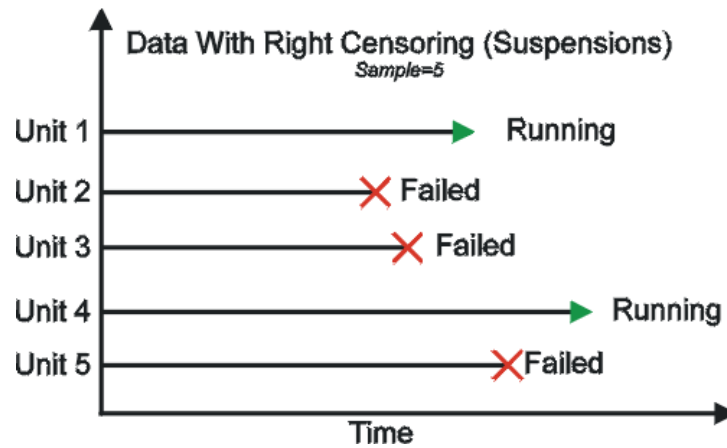 Data With Right Censoring (Suspensions)
Sample=5
Unit 1 Running
Unit 2 Failed
Unit 3 Failed
Unit 4 Running
Unit 5 Failed
Time